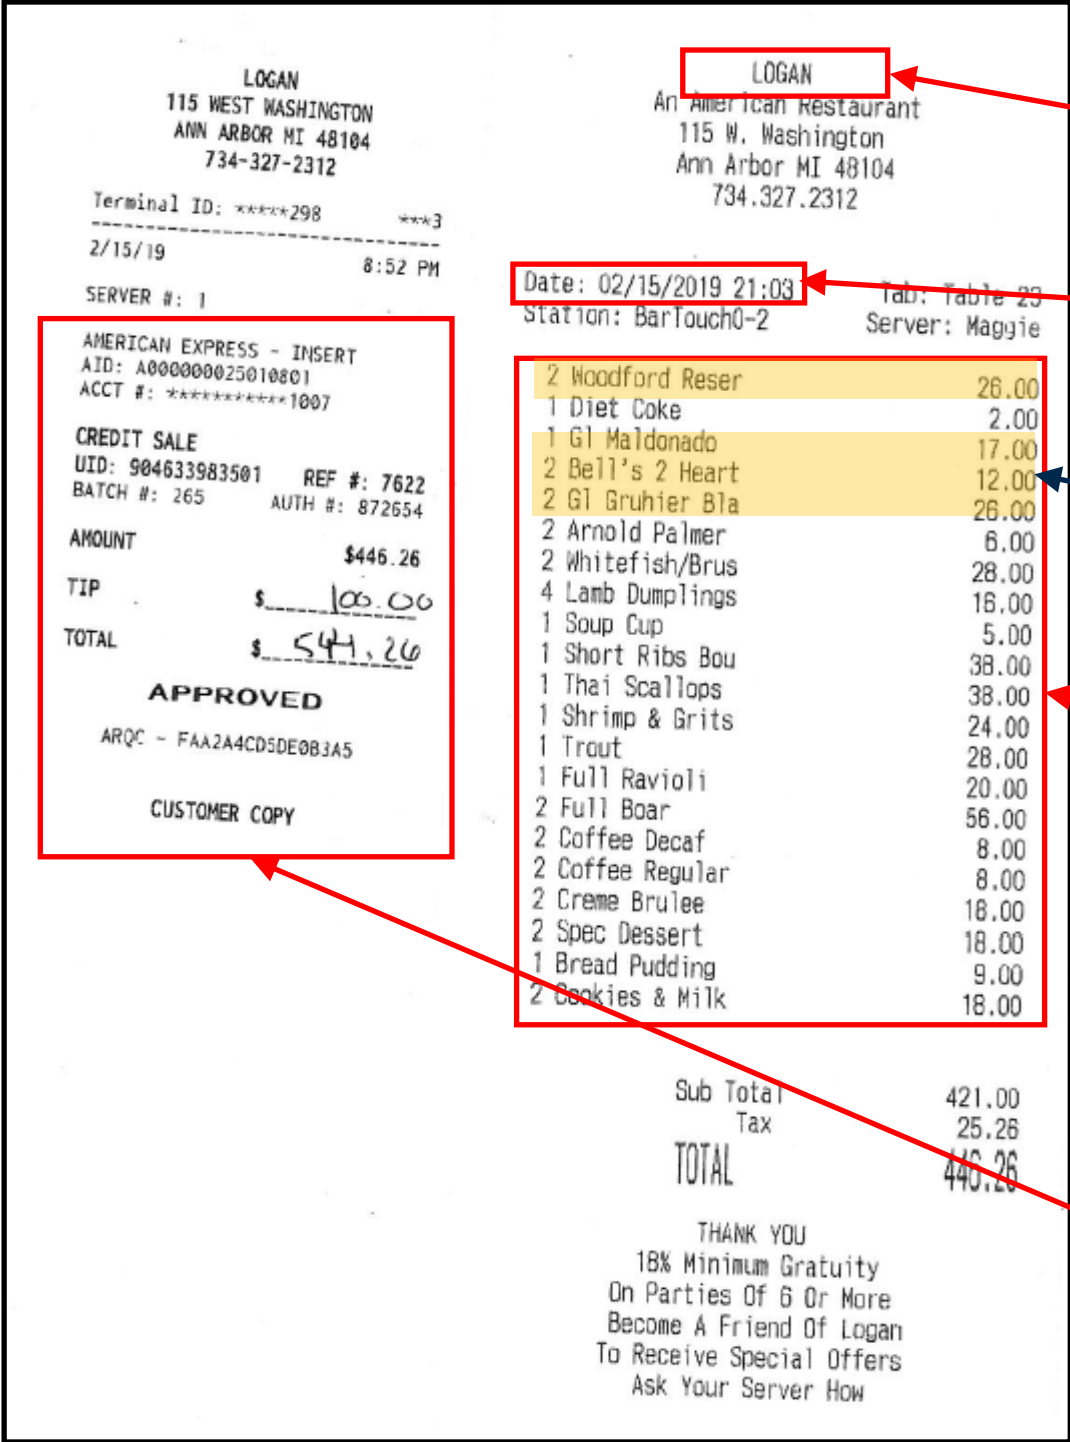 LOGAN
115 WEST WASHINGTON
ANN ARBOR MI 48104
734-327-2312
Terminal ID: *****298 ***3
2/15/19 8:52 PM
SERVER #: 1
AMERICAN EXPRESS - INSERT
AID: A000000025010801
ACCT #: ***********1007
CREDIT SALE
UID: 904633983501 REF #: 7622
BATCH #: 265 AUTH #: 872654
AMOUNT $446.26
TIP $ 100.00
TOTAL $ 544.26
APPROVED
ARQC - FAA2A4CD5DE0B3A5
CUSTOMER COPY
LOGAN
An American Restaurant
115 W. Washington
Ann Arbor MI 48104
734.327.2312
Date: 02/15/2019 21:03 Tab: Table 23
Station: BarTouch0-2 Server: Maggie
2 Woodford Reser 26.00
1 Diet Coke 2.00
1 Gl Maldonado 17.00
2 Bell's 2 Heart 12.00
2 Gl Gruhier Bla 26.00
2 Arnold Palmer 6.00
2 Whitefish/Brus 28.00
4 Lamb Dumplings 16.00
1 Soup Cup 5.00
1 Short Ribs Bou 38.00
1 Thai Scallops 38.00
1 Shrimp & Grits 24.00
1 Trout 28.00
1 Full Ravioli 20.00
2 Full Boar 56.00
2 Coffee Decaf 8.00
2 Coffee Regular 8.00
2 Creme Brulee 18.00
2 Spec Dessert 18.00
1 Bread Pudding 9.00
2 Cookies & Milk 18.00
Sub Total 421.00
Tax 25.26
TOTAL 446.26
THANK YOU
18% Minimum Gratuity
On Parties Of 6 Or More
Become A Friend Of Logan
To Receive Special Offers
Ask Your Server How